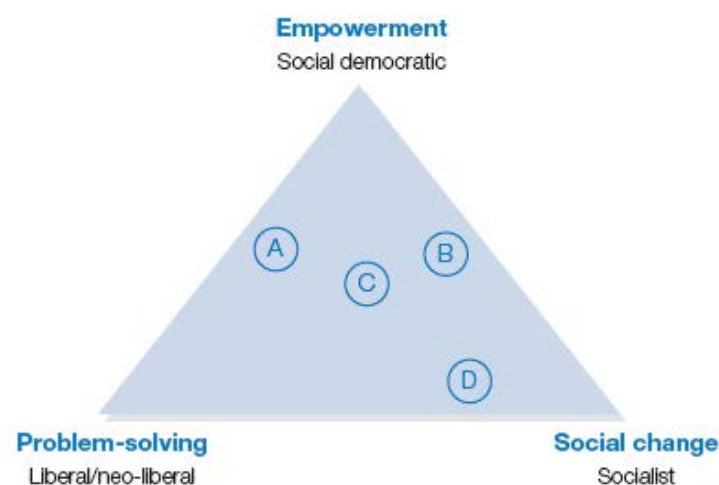 Empowerment
Social democratic
A
B
C
D
Problem-solving
Liberal/neo-liberal
Social change
Socialist